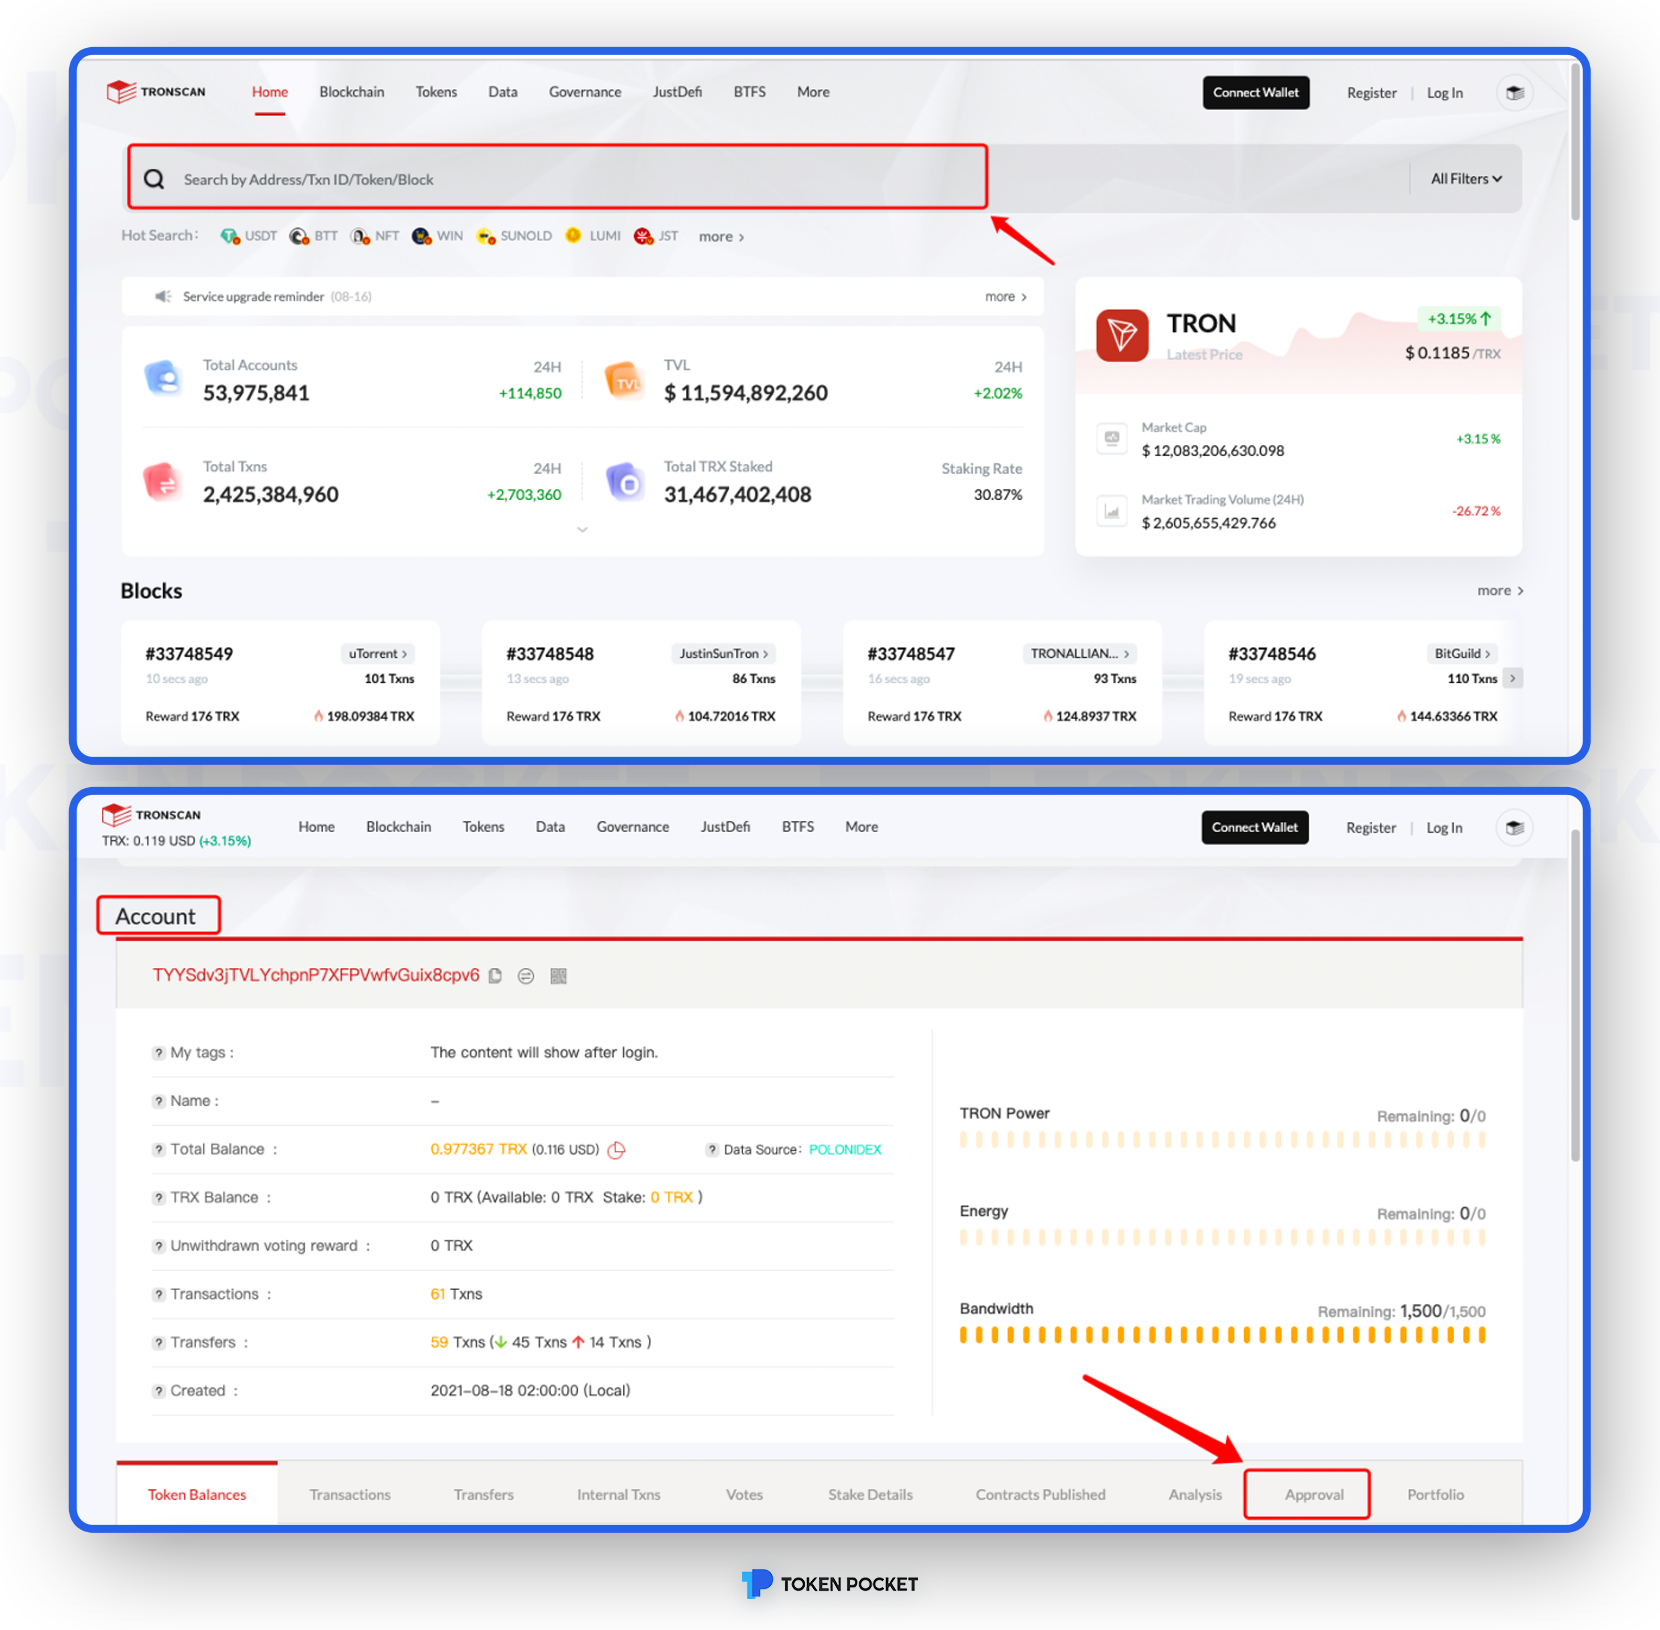 TRONSCAN Home Blockchain Tokens Data Governance JustDefi BTFS More Connect Wallet Register | Log In
Search by Address/Txn ID/Token/Block All Filters
Hot Search: USDT BTT NFT WIN SUNOLD LUMI JST more >
Service upgrade reminder (08-16) more >
TRON +3.15%↑
Latest Price $ 0.1185 /TRX
Total Accounts 24H TVL 24H
53,975,841 +114,850 $ 11,594,892,260 +2.02%
Market Cap
$ 12,083,206,630.098 +3.15 %
Total Txns 24H Total TRX Staked Staking Rate
2,425,384,960 +2,703,360 31,467,402,408 30.87%
Market Trading Volume (24H)
$ 2,605,655,429.766 -26.72 %
Blocks more >
#33748549 uTorrent > #33748548 JustinSunTron > #33748547 TRONALLIAN... > #33748546 BitGuild >
10 secs ago 101 Txns 13 secs ago 86 Txns 16 secs ago 93 Txns 19 secs ago 110 Txns >
Reward 176 TRX 198.09384 TRX Reward 176 TRX 104.72016 TRX Reward 176 TRX 124.8937 TRX Reward 176 TRX 144.63366 TRX
TRONSCAN
TRX: 0.119 USD (+3.15%)
Home Blockchain Tokens Data Governance JustDefi BTFS More Connect Wallet Register | Log In
Account
TYYSdv3jTVLYchpnP7XFPVwfvGuix8cpv6
? My tags : The content will show after login.
? Name : –
? Total Balance : 0.977367 TRX (0.116 USD) ? Data Source: POLONIDEX
? TRX Balance : 0 TRX (Available: 0 TRX Stake: 0 TRX )
? Unwithdrawn voting reward : 0 TRX
? Transactions : 61 Txns
? Transfers : 59 Txns (↓ 45 Txns ↑ 14 Txns )
? Created : 2021–08–18 02:00:00 (Local)
TRON Power Remaining: 0/0
Energy Remaining: 0/0
Bandwidth Remaining: 1,500/1,500
Token Balances Transactions Transfers Internal Txns Votes Stake Details Contracts Published Analysis Approval Portfolio
TOKEN POCKET